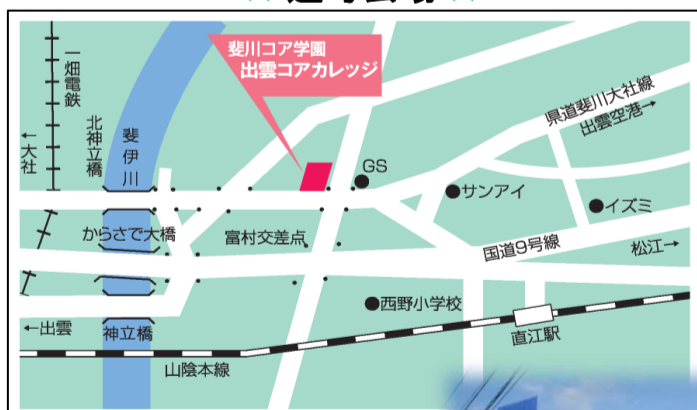 斐川コア学園
出雲コアカレッジ
一畑電鉄
北神立橋
斐伊川
←大社
県道斐川大社線
出雲空港→
GS
サンアイ
イズミ
からさで大橋
富村交差点
国道9号線
松江→
西野小学校
←出雲
神立橋
直江駅
山陰本線